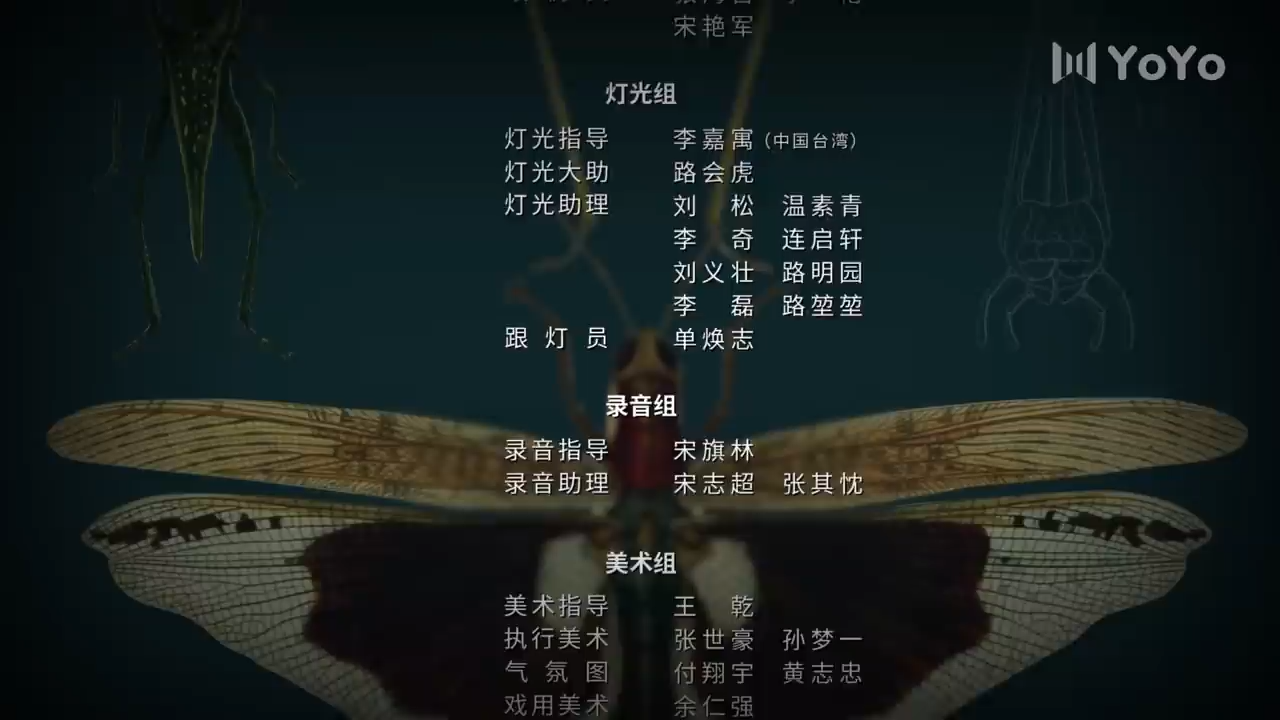 宋艳军
YoYo
灯光组
灯光指导 李嘉寓（中国台湾）
灯光大助 路会虎
灯光助理 刘 松 温素青
李 奇 连启轩
刘义壮 路明园
李 磊 路堃堃
跟灯员 单焕志
录音组
录音指导 宋旗林
录音助理 宋志超 张其忱
美术组
美术指导 王 乾
执行美术 张世豪 孙梦一
气氛图 付翔宇 黄志忠
戏用美术 余仁强